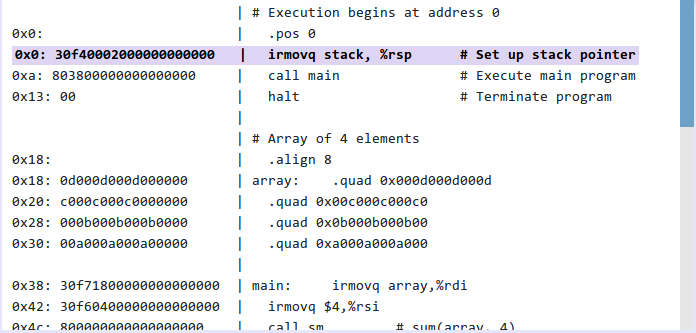 | # Execution begins at address 0
0x0: | .pos 0
0x0: 30f40002000000000000 | irmovq stack, %rsp # Set up stack pointer
0xa: 803800000000000000 | call main # Execute main program
0x13: 00 | halt # Terminate program
|
| # Array of 4 elements
0x18: | .align 8
0x18: 0d000d000d000000 | array: .quad 0x000d000d000d
0x20: c000c000c0000000 | .quad 0x00c000c000c0
0x28: 000b000b000b0000 | .quad 0x0b000b000b00
0x30: 00a000a000a00000 | .quad 0xa000a000a000
|
0x38: 30f71800000000000000 | main: irmovq array,%rdi
0x42: 30f60400000000000000 | irmovq $4,%rsi
0x4c: 800000000000000000 | call sm # sum(array, 4)